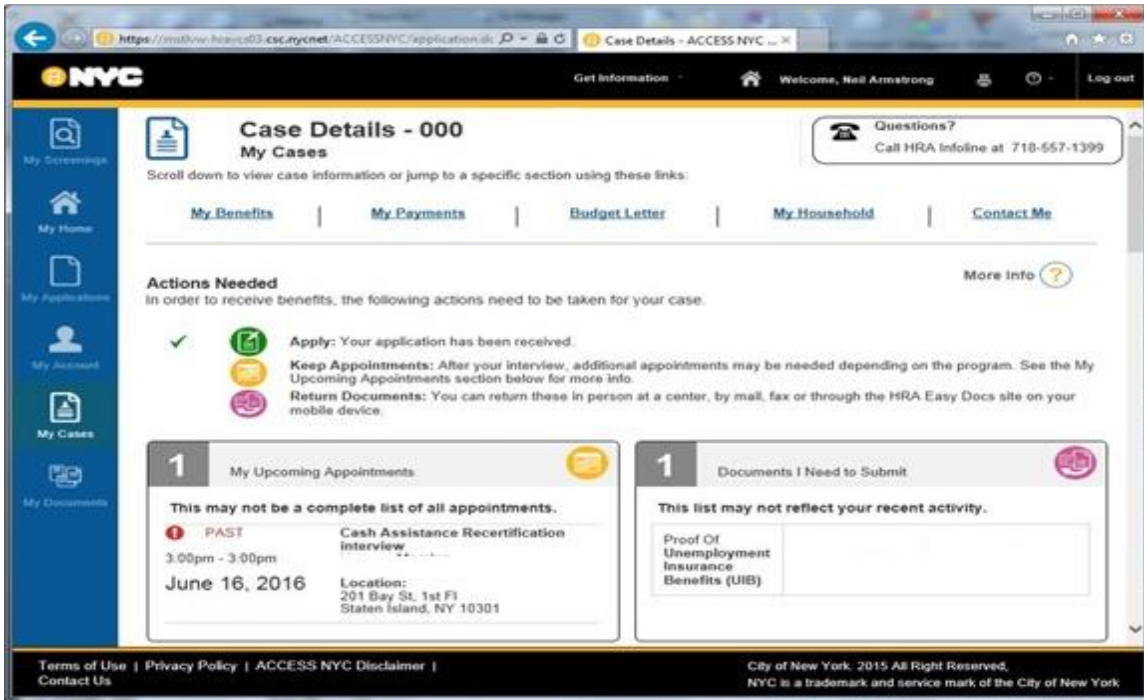 https://mstlvw-hravcs03.csc.nycnet/ACCESSNYC/application.do
Case Details - ACCESS NYC ...
NYC
Get Information
Welcome, Neil Armstrong
Log out
My Screenings
My Home
My Applications
My Account
My Cases
My Documents
Case Details - 000
My Cases
Questions?
Call HRA Infoline at 718-557-1399
Scroll down to view case information or jump to a specific section using these links:
My Benefits | My Payments | Budget Letter | My Household | Contact Me
More Info ?
Actions Needed
In order to receive benefits, the following actions need to be taken for your case.
Apply: Your application has been received.
Keep Appointments: After your interview, additional appointments may be needed depending on the program. See the My
Upcoming Appointments section below for more info.
Return Documents: You can return these in person at a center, by mail, fax or through the HRA Easy Docs site on your
mobile device.
1 My Upcoming Appointments
This may not be a complete list of all appointments.
PAST
3:00pm - 3:00pm
June 16, 2016
Cash Assistance Recertification
interview
Location:
201 Bay St, 1st Fl
Staten Island, NY 10301
1 Documents I Need to Submit
This list may not reflect your recent activity.
Proof Of
Unemployment
Insurance
Benefits (UIB)
Terms of Use | Privacy Policy | ACCESS NYC Disclaimer |
Contact Us
City of New York. 2015 All Right Reserved,
NYC is a trademark and service mark of the City of New York